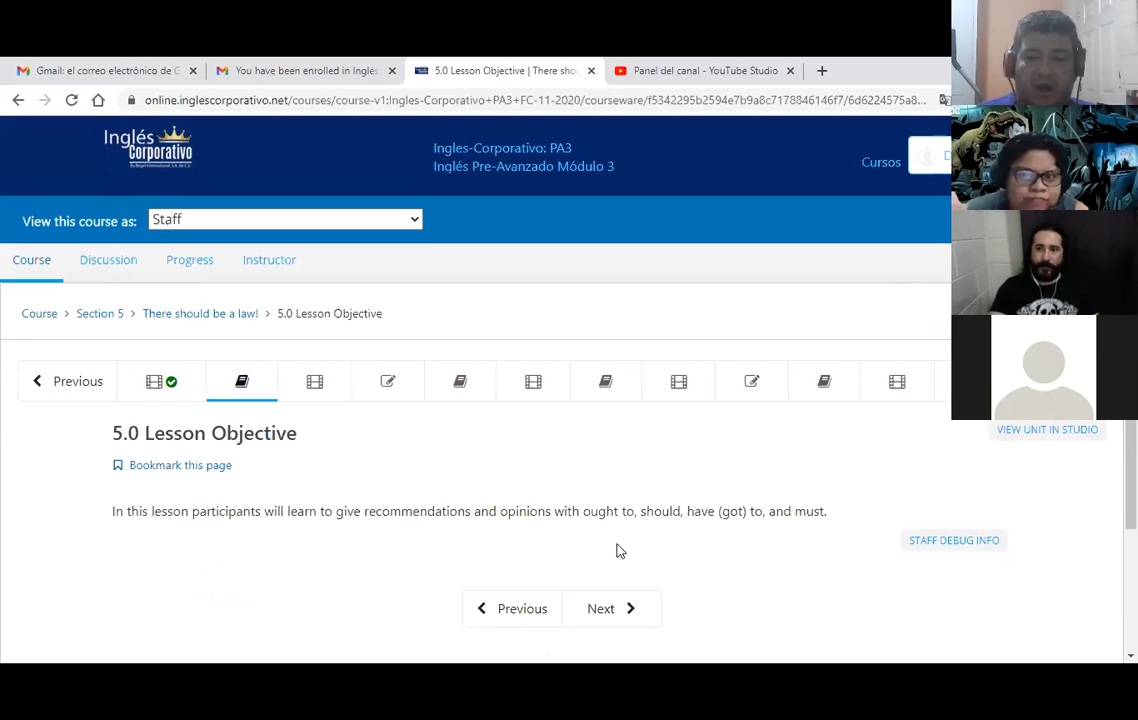 Gmail: el correo electrónico de G
You have been enrolled in Inglés
5.0 Lesson Objective | There shou
Panel del canal - YouTube Studio
online.inglescorporativo.net/courses/course-v1:Ingles-Corporativo+PA3+FC-11-2020/courseware/f5342295b2594e7b9a8c7178846146f7/6d6224575a8...
Inglés
Corporativo
Ingles-Corporativo: PA3
Inglés Pre-Avanzado Módulo 3
Cursos
D
View this course as:
Staff
Course
Discussion
Progress
Instructor
Course > Section 5 > There should be a law! > 5.0 Lesson Objective
Previous
5.0 Lesson Objective
VIEW UNIT IN STUDIO
Bookmark this page
In this lesson participants will learn to give recommendations and opinions with ought to, should, have (got) to, and must.
STAFF DEBUG INFO
Previous
Next